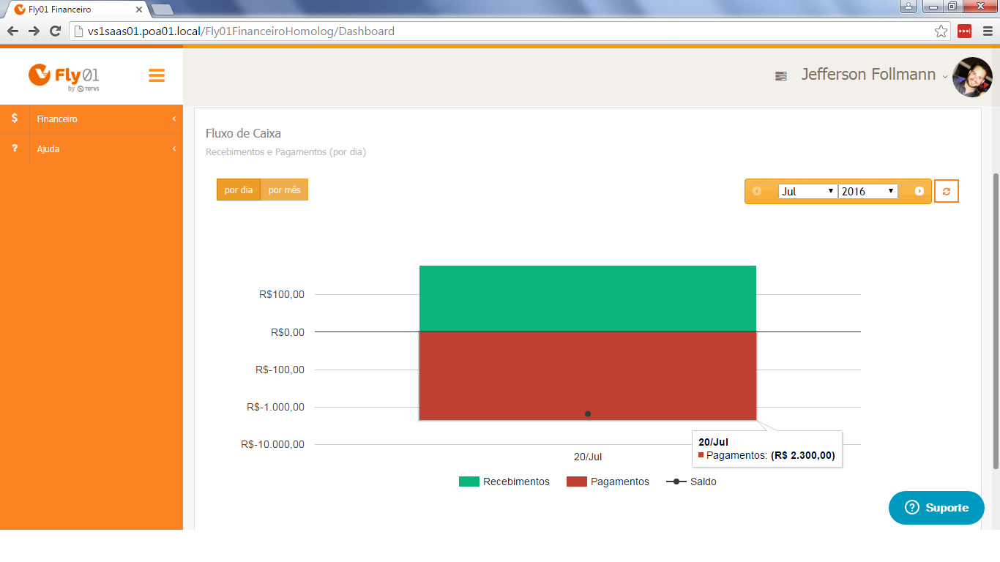 Fly01 Financeiro
vs1saas01.poa01.local/Fly01FinanceiroHomolog/Dashboard
Fly01
by TOTVS
Jefferson Follmann
$ Financeiro
? Ajuda
Fluxo de Caixa
Recebimentos e Pagamentos (por dia)
por dia por mês
Jul 2016
R$100,00
R$0,00
R$-100,00
R$-1.000,00
R$-10.000,00
20/Jul
20/Jul
Pagamentos: (R$ 2.300,00)
Recebimentos Pagamentos Saldo
? Suporte